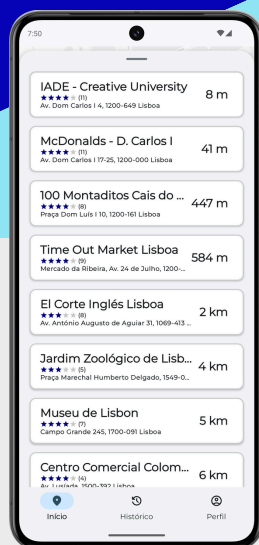 7:50
IADE - Creative University
8 m
(11)
Av. Dom Carlos I 4, 1200-649 Lisboa
McDonalds - D. Carlos I
41 m
(11)
Av. Dom Carlos I 17-25, 1200-000 Lisboa
100 Montaditos Cais do ...
447 m
(8)
Praça Dom Luís I 10, 1200-161 Lisboa
Time Out Market Lisboa
584 m
(9)
Mercado da Ribeira, Av. 24 de Julho, 1200-...
El Corte Inglés Lisboa
2 km
(8)
Av. António Augusto de Aguiar 31, 1069-413 ...
Jardim Zoológico de Lisb...
4 km
(5)
Praça Marechal Humberto Delgado, 1549-0...
Museu de Lisbon
5 km
(7)
Campo Grande 245, 1700-091 Lisboa
Centro Comercial Colom...
6 km
(4)
Av. Lusíada, 1500-392 Lisboa
Início
Histórico
Perfil